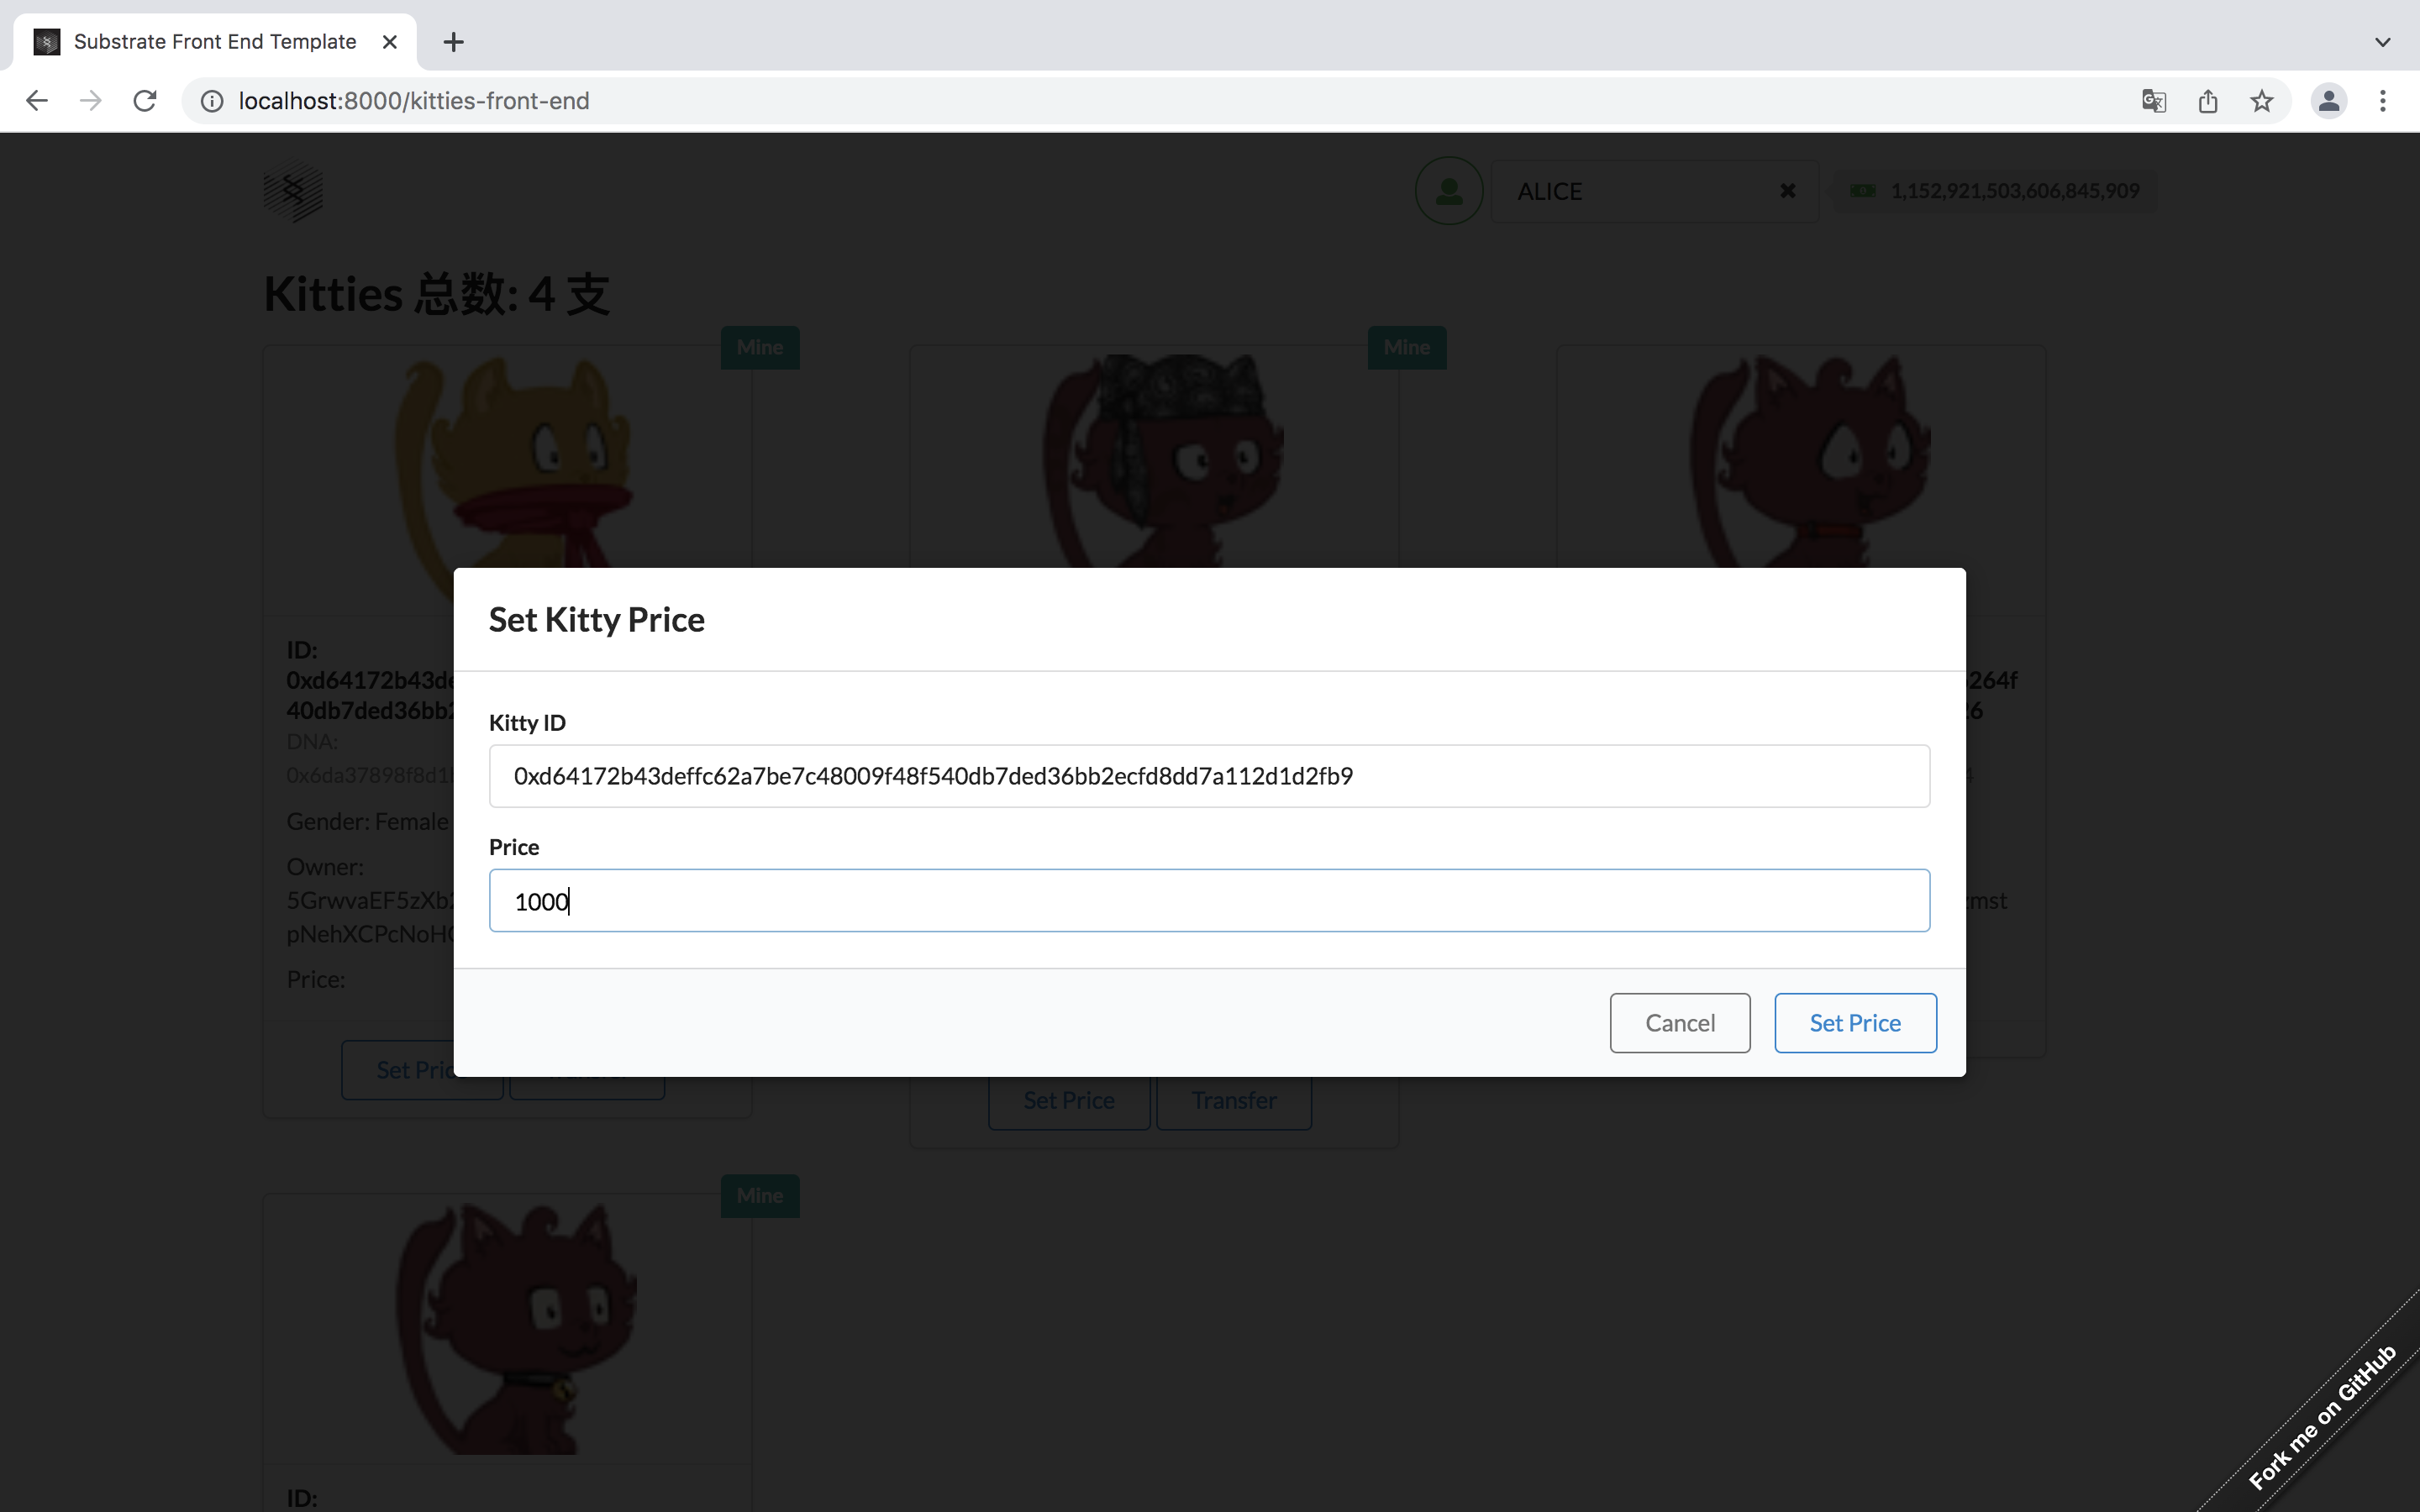 Substrate Front End Template
localhost:8000/kitties-front-end
ALICE
1,152,921,503,606,845,909
Kitties 总数: 4 支
Mine
Mine
Set Kitty Price
ID:
0xd64172b43de
264f
40db7ded36bb2
26
DNA:
Kitty ID
0xd64172b43deffc62a7be7c48009f48f540db7ded36bb2ecfd8dd7a112d1d2fb9
0x6da37898f8d1
Gender: Female
Price
Owner:
1000
5GrwvaEF5zXb
mst
pNehXCPcNoH
Price:
Cancel
Set Price
Set Price
Set Price
Transfer
Mine
Fork me on GitHub
ID: